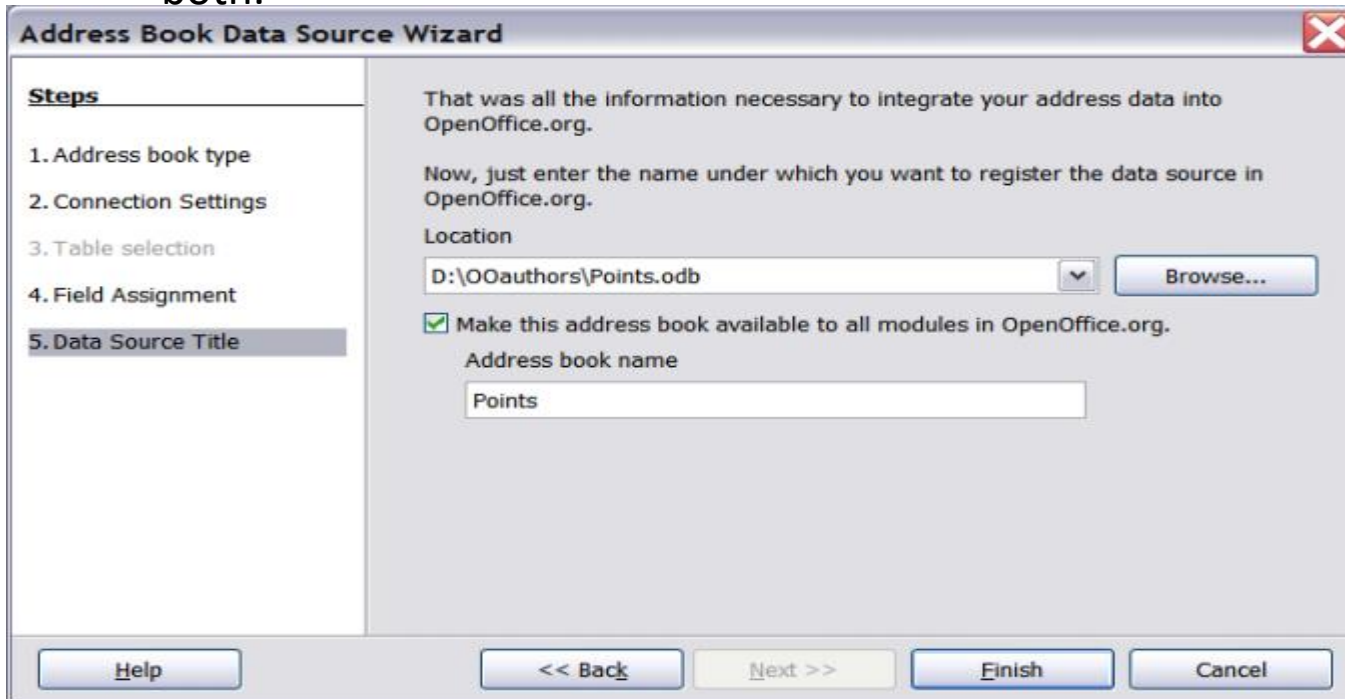 both.
Address Book Data Source Wizard
Steps
1. Address book type
2. Connection Settings
3. Table selection
4. Field Assignment
5. Data Source Title
That was all the information necessary to integrate your address data into
OpenOffice.org.
Now, just enter the name under which you want to register the data source in
OpenOffice.org.
Location
D:\OOauthors\Points.odb
Browse...
Make this address book available to all modules in OpenOffice.org.
Address book name
Points
Help
<< Back
Next >>
Finish
Cancel